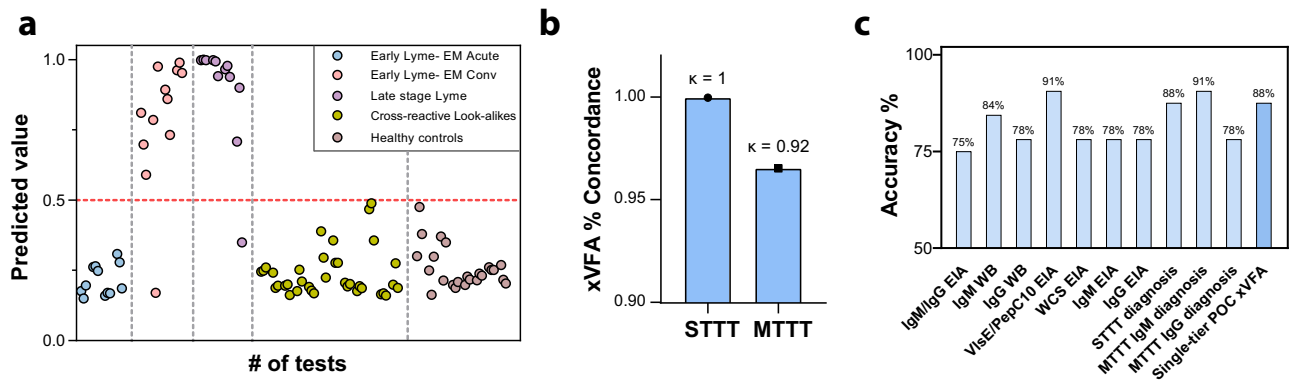 a
Predicted value
1.0
0.5
0.0
# of tests
Early Lyme- EM Acute
Early Lyme- EM Conv
Late stage Lyme
Cross-reactive Look-alikes
Healthy controls
b
xVFA % Concordance
1.00
0.95
0.90
κ = 1
κ = 0.92
STTT MTTT
c
Accuracy %
100
75
50
75%
84%
78%
91%
78%
78%
78%
88%
91%
78%
88%
IgM/IgG EIA
IgM WB
IgG WB
VlsE/PepC10 EIA
WCS EIA
IgM EIA
IgG EIA
STTT diagnosis
MTTT IgM diagnosis
MTTT IgG diagnosis
Single-tier POC xVFA